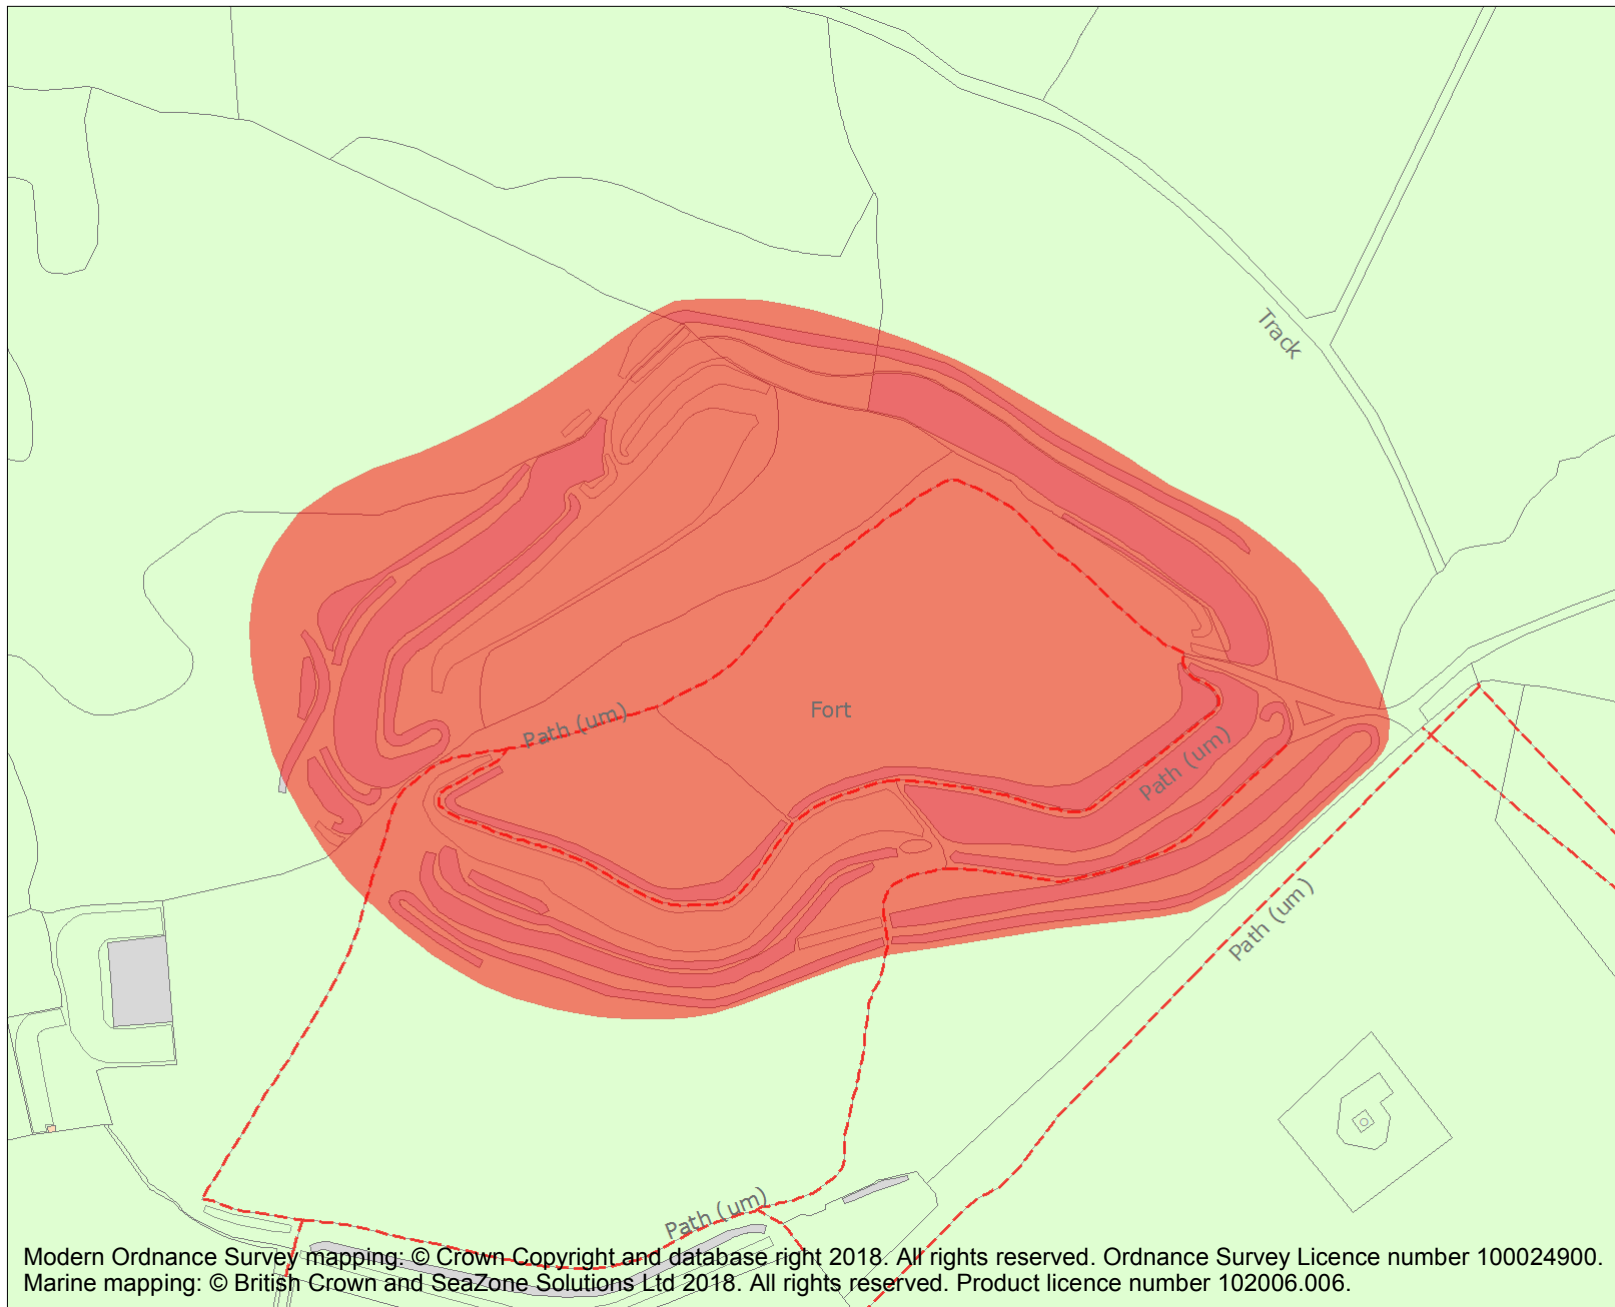 Track
Fort
Path (um)
Path (um)
Path (um)
Path (um)
Modern Ordnance Survey mapping: © Crown Copyright and database right 2018. All rights reserved. Ordnance Survey Licence number 100024900.
Marine mapping: © British Crown and SeaZone Solutions Ltd 2018. All rights reserved. Product licence number 102006.006.